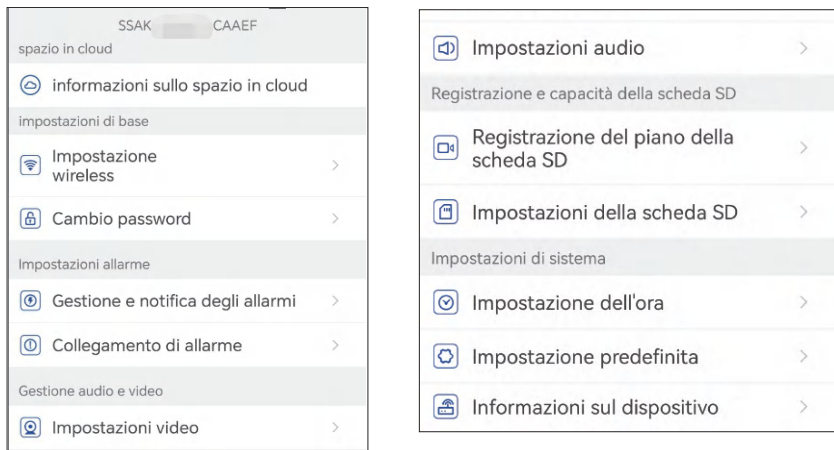 SSAK CAAEF
spazio in cloud
informazioni sullo spazio in cloud
impostazioni di base
Impostazione
wireless
Cambio password
Impostazioni allarme
Gestione e notifica degli allarmi
Collegamento di allarme
Gestione audio e video
Impostazioni video
Impostazioni audio
Registrazione e capacità della scheda SD
Registrazione del piano della
scheda SD
Impostazioni della scheda SD
Impostazioni di sistema
Impostazione dell'ora
Impostazione predefinita
Informazioni sul dispositivo